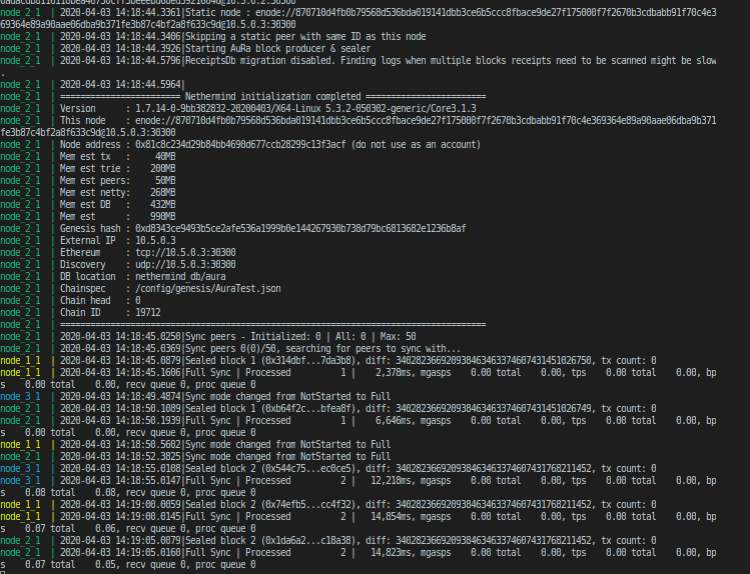 node_2_1 | 2020-04-03 14:18:44.3361|Static node : enode://870710d4fb0b79568d536bda019141dbb3ce6b5ccc8fbace9de27f175000f7f2670b3cdbabb91f70c4e3
69364e89a90aae06dba9b371fe3b87c4bf2a8f633c9d@10.5.0.3:30300
node_2_1 | 2020-04-03 14:18:44.3406|Skipping a static peer with same ID as this node
node_2_1 | 2020-04-03 14:18:44.3926|Starting AuRa block producer & sealer
node_2_1 | 2020-04-03 14:18:44.5796|ReceiptsDb migration disabled. Finding logs when multiple blocks receipts need to be scanned might be slow
.
node_2_1 | 2020-04-03 14:18:44.5964|
node_2_1 | ======================== Nethermind initialization completed ========================
node_2_1 | Version : 1.7.14-0-9bb382832-20200403/X64-Linux 5.3.2-050302-generic/Core3.1.3
node_2_1 | This node : enode://870710d4fb0b79568d536bda019141dbb3ce6b5ccc8fbace9de27f175000f7f2670b3cdbabb91f70c4e369364e89a90aae06dba9b371
fe3b87c4bf2a8f633c9d@10.5.0.3:30300
node_2_1 | Node address : 0x81c8c234d29b84bb4690d677ccb28299c13f3acf (do not use as an account)
node_2_1 | Mem est tx : 40MB
node_2_1 | Mem est trie : 200MB
node_2_1 | Mem est peers: 50MB
node_2_1 | Mem est netty: 268MB
node_2_1 | Mem est DB : 432MB
node_2_1 | Mem est : 990MB
node_2_1 | Genesis hash : 0xd8343ce9493b5ce2afe536a1999b0e144267930b738d79bc6813682e1236b8af
node_2_1 | External IP : 10.5.0.3
node_2_1 | Ethereum : tcp://10.5.0.3:30300
node_2_1 | Discovery : udp://10.5.0.3:30300
node_2_1 | DB location : nethermind_db/aura
node_2_1 | Chainspec : /config/genesis/AuraTest.json
node_2_1 | Chain head : 0
node_2_1 | Chain ID : 19712
node_2_1 | =====================================================================================
node_2_1 | 2020-04-03 14:18:45.0250|Sync peers - Initialized: 0 | All: 0 | Max: 50
node_2_1 | 2020-04-03 14:18:45.0369|Sync peers 0(0)/50, searching for peers to sync with...
node_1_1 | 2020-04-03 14:18:45.0879|Sealed block 1 (0x314dbf...7da3b8), diff: 340282366920938463463374607431451026750, tx count: 0
node_1_1 | 2020-04-03 14:18:45.1606|Full Sync | Processed 1 | 2,378ms, mgasps 0.00 total 0.00, tps 0.00 total 0.00, bp
s 0.00 total 0.00, recv queue 0, proc queue 0
node_3_1 | 2020-04-03 14:18:49.4874|Sync mode changed from NotStarted to Full
node_2_1 | 2020-04-03 14:18:50.1089|Sealed block 1 (0xb64f2c...bfea8f), diff: 340282366920938463463374607431451026749, tx count: 0
node_2_1 | 2020-04-03 14:18:50.1939|Full Sync | Processed 1 | 6,646ms, mgasps 0.00 total 0.00, tps 0.00 total 0.00, bp
s 0.00 total 0.00, recv queue 0, proc queue 0
node_1_1 | 2020-04-03 14:18:50.5602|Sync mode changed from NotStarted to Full
node_2_1 | 2020-04-03 14:18:52.3825|Sync mode changed from NotStarted to Full
node_3_1 | 2020-04-03 14:18:55.0108|Sealed block 2 (0x544c75...ec0ce5), diff: 340282366920938463463374607431768211452, tx count: 0
node_3_1 | 2020-04-03 14:18:55.0147|Full Sync | Processed 2 | 12,218ms, mgasps 0.00 total 0.00, tps 0.00 total 0.00, bp
s 0.08 total 0.08, recv queue 0, proc queue 0
node_1_1 | 2020-04-03 14:19:00.0059|Sealed block 2 (0x74efb5...cc4f32), diff: 340282366920938463463374607431768211452, tx count: 0
node_1_1 | 2020-04-03 14:19:00.0145|Full Sync | Processed 2 | 14,854ms, mgasps 0.00 total 0.00, tps 0.00 total 0.00, bp
s 0.07 total 0.06, recv queue 0, proc queue 0
node_2_1 | 2020-04-03 14:19:05.0079|Sealed block 2 (0x1da6a2...c18a38), diff: 340282366920938463463374607431768211452, tx count: 0
node_2_1 | 2020-04-03 14:19:05.0160|Full Sync | Processed 2 | 14,823ms, mgasps 0.00 total 0.00, tps 0.00 total 0.00, bp
s 0.07 total 0.05, recv queue 0, proc queue 0